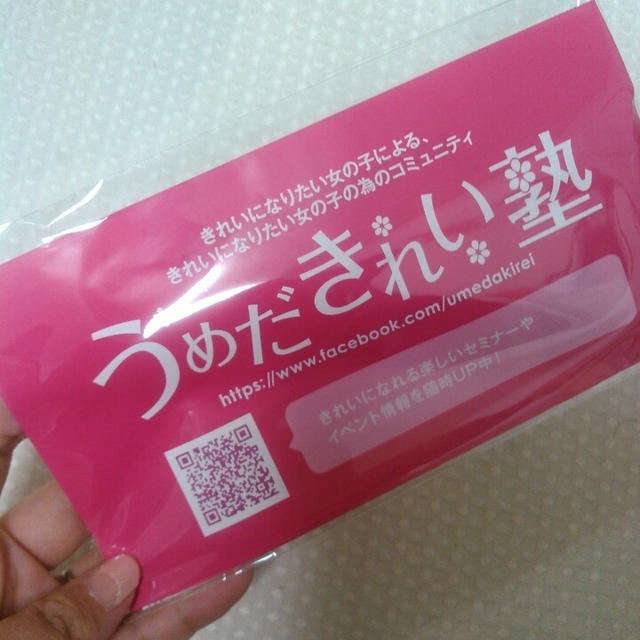 きれいになりたい女の子による、
きれいになりたい女の子の為のコミュニティ
うめだきれい塾
https://www.facebook.com/umedakirei
きれいになれる楽しいセミナーや
イベント情報を随時UP中！